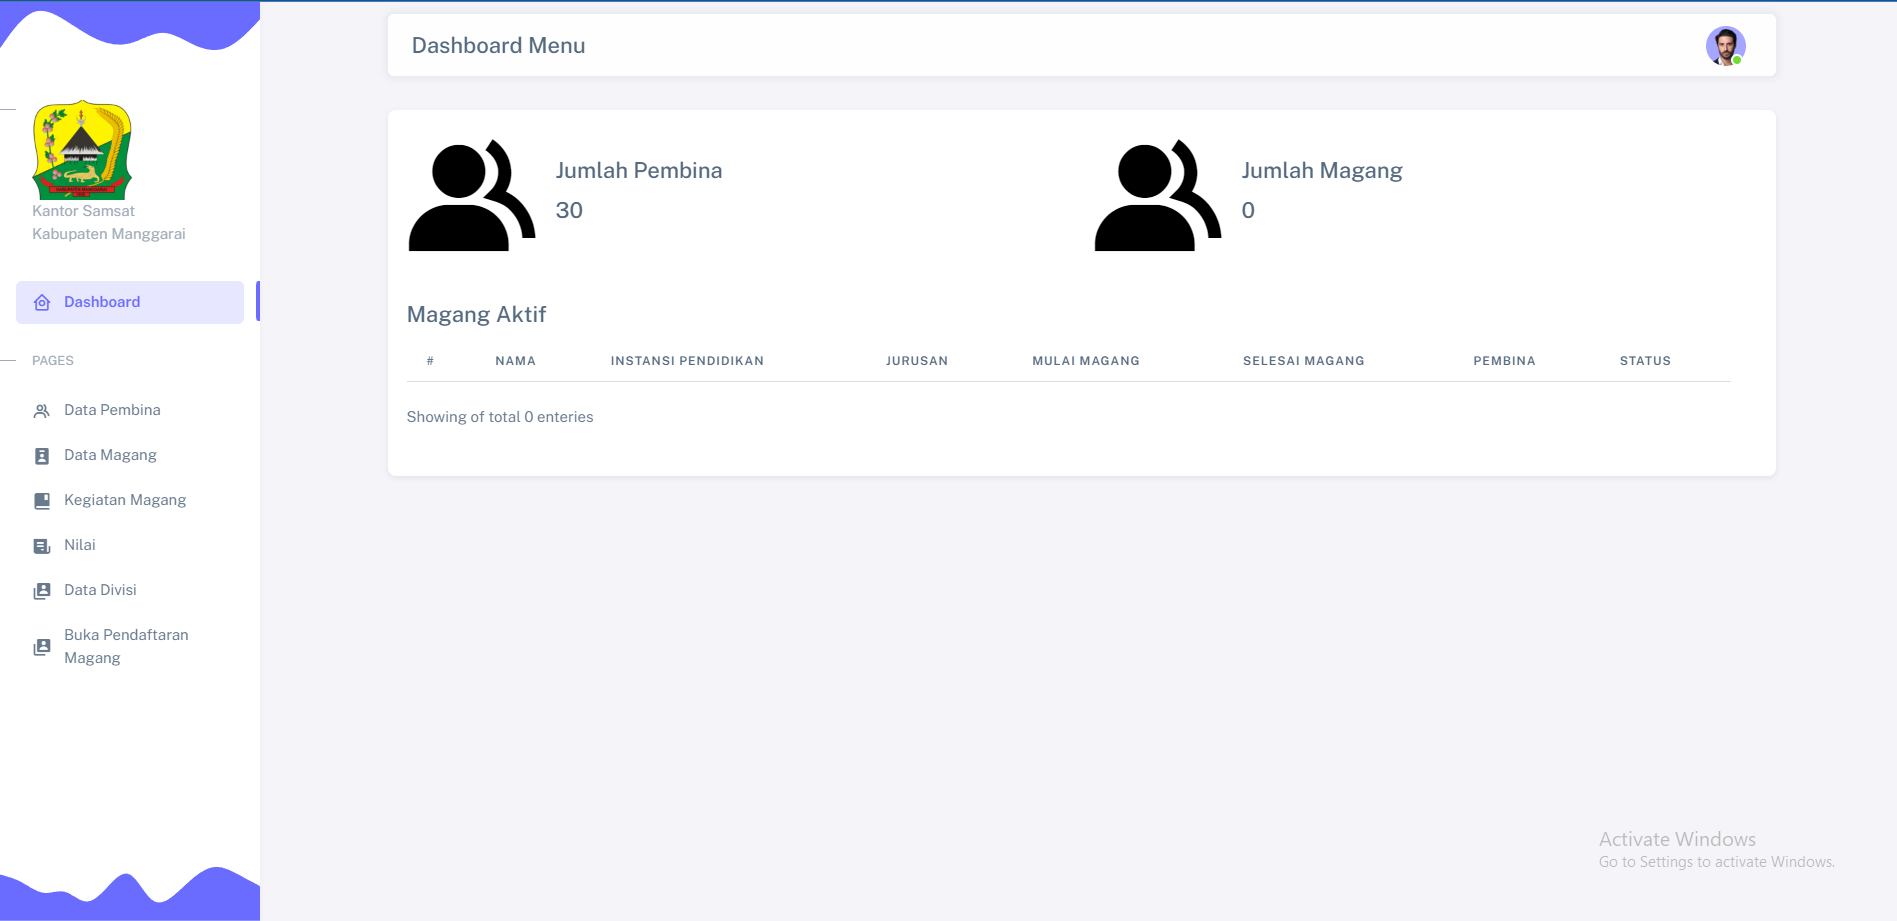 Dashboard Menu
KABUPATEN MANGGARAI
Kantor Samsat
Kabupaten Manggarai
Dashboard
PAGES
Data Pembina
Data Magang
Kegiatan Magang
Nilai
Data Divisi
Buka Pendaftaran
Magang
Jumlah Pembina
30
Jumlah Magang
0
Magang Aktif
# NAMA INSTANSI PENDIDIKAN JURUSAN MULAI MAGANG SELESAI MAGANG PEMBINA STATUS
Showing of total 0 enteries
Activate Windows
Go to Settings to activate Windows.